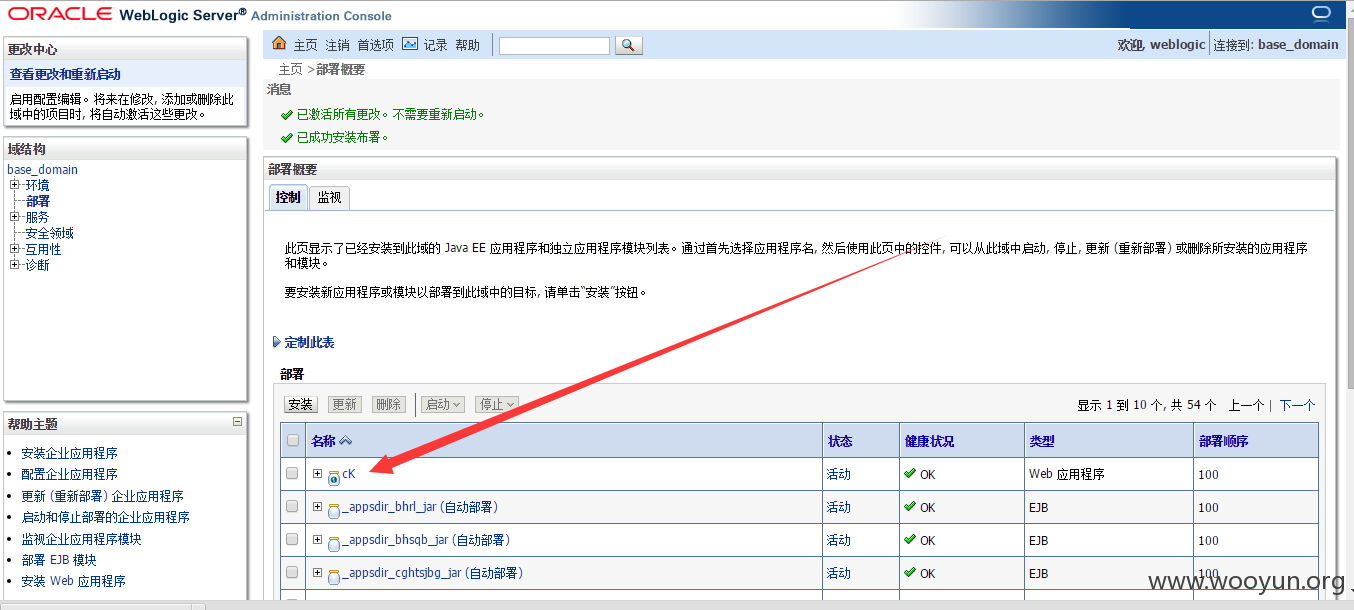 ORACLE WebLogic Server® Administration Console
更改中心
查看更改和重新启动
启用配置编辑。将来在修改, 添加或删除此
域中的项目时, 将自动激活这些更改。
域结构
base_domain
环境
部署
服务
安全领域
互用性
诊断
帮助主题
安装企业应用程序
配置企业应用程序
更新 (重新部署) 企业应用程序
启动和停止部署的企业应用程序
监视企业应用程序模块
部署 EJB 模块
安装 Web 应用程序
主页 注销 首选项 记录 帮助
欢迎, weblogic 连接到: base_domain
主页 >部署概要
消息
已激活所有更改。不需要重新启动。
已成功安装布署。
部署概要
控制 监视
此页显示了已经安装到此域的 Java EE 应用程序和独立应用程序模块列表。通过首先选择应用程序名, 然后使用此页中的控件, 可以从此域中启动, 停止, 更新 (重新部署) 或删除所安装的应用程序
和模块。
要安装新应用程序或模块以部署到此域中的目标, 请单击“安装”按钮。
定制此表
部署
安装 更新 删除 启动 停止
显示 1 到 10 个, 共 54 个 上一个 | 下一个
名称 状态 健康状况 类型 部署顺序
cK 活动 OK Web 应用程序 100
_appsdir_bhrl_jar (自动部署) 活动 OK EJB 100
_appsdir_bhsqb_jar (自动部署) 活动 OK EJB 100
_appsdir_cghtsjbg_jar (自动部署) 活动 OK EJB 100
www.wooyun.org